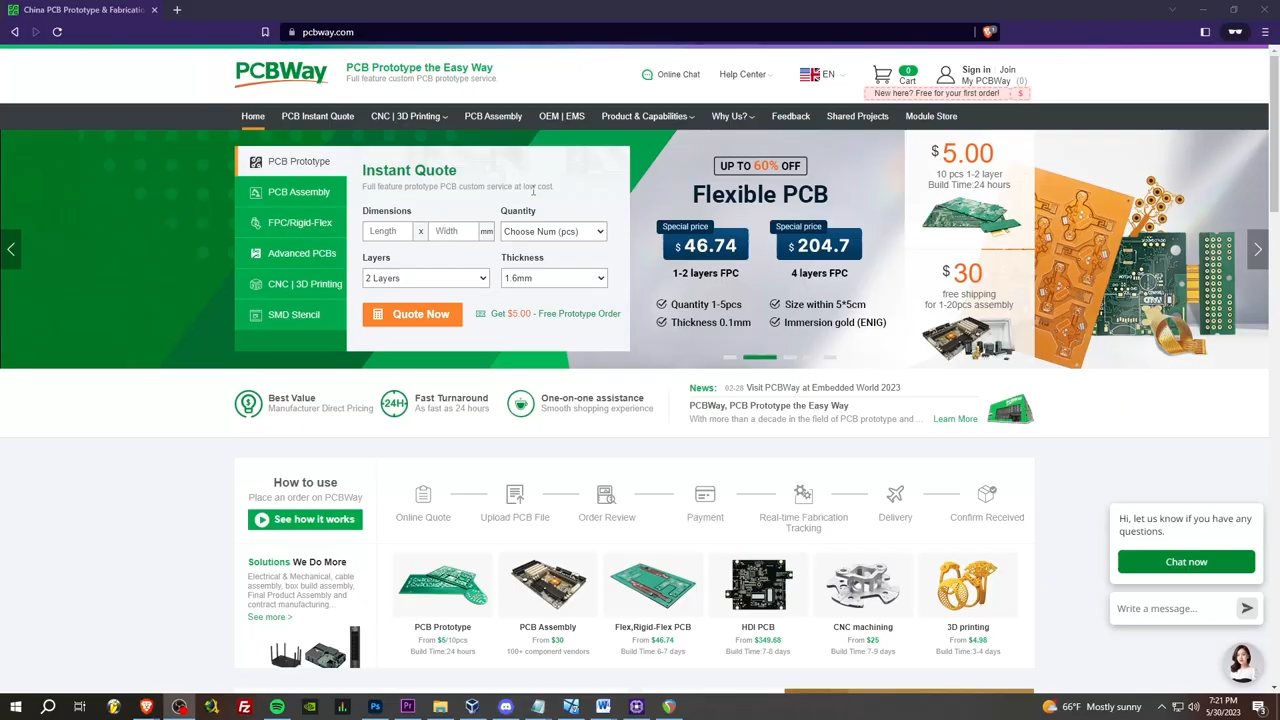 China PCB Prototype & Fabricatio
pcbway.com
PCBWay
PCB Prototype the Easy Way
Full feature custom PCB prototype service.
Online Chat
Help Center
EN
0
Cart
Sign in
Join
My PCBWay (0)
New here? Free for your first order!
$
Home
PCB Instant Quote
CNC | 3D Printing
PCB Assembly
OEM | EMS
Product & Capabilities
Why Us?
Feedback
Shared Projects
Module Store
PCB Prototype
PCB Assembly
FPC/Rigid-Flex
Advanced PCBs
CNC | 3D Printing
SMD Stencil
Instant Quote
Full feature prototype PCB custom service at low cost.
Dimensions
Quantity
Length
x
Width
mm
Choose Num (pcs)
Layers
Thickness
2 Layers
1.6mm
Quote Now
Get $5.00 - Free Prototype Order
UP TO 60% OFF
Flexible PCB
Special price
$ 46.74
1-2 layers FPC
Special price
$ 204.7
4 layers FPC
Quantity 1-5pcs
Size within 5*5cm
Thickness 0.1mm
Immersion gold (ENIG)
$ 5.00
10 pcs 1-2 layer
Build Time:24 hours
$ 30
free shipping
for 1-20pcs assembly
Best Value
Manufacturer Direct Pricing
24H
Fast Turnaround
As fast as 24 hours
One-on-one assistance
Smooth shopping experience
News:
02-28 Visit PCBWay at Embedded World 2023
PCBWay, PCB Prototype the Easy Way
With more than a decade in the field of PCB prototype and ...
Learn More
How to use
Place an order on PCBWay
See how it works
Online Quote
Upload PCB File
Order Review
Payment
Real-time Fabrication
Tracking
Delivery
Confirm Received
Solutions We Do More
Electrical & Mechanical, cable
assembly, box build assembly,
Final Product Assembly and
contract manufacturing...
See more >
PCB Prototype
From $5/10pcs
Build Time:24 hours
PCB Assembly
From $30
100+ component vendors
Flex,Rigid-Flex PCB
From $46.74
Build Time: 6-7 days
HDI PCB
From $349.68
Build Time: 7-8 days
CNC machining
From $25
Build Time: 7-9 days
3D printing
From $4.98
Build Time:3-4 days
Hi, let us know if you have any
questions.
Chat now
Write a message...
66°F Mostly sunny
7:21 PM
5/30/2023